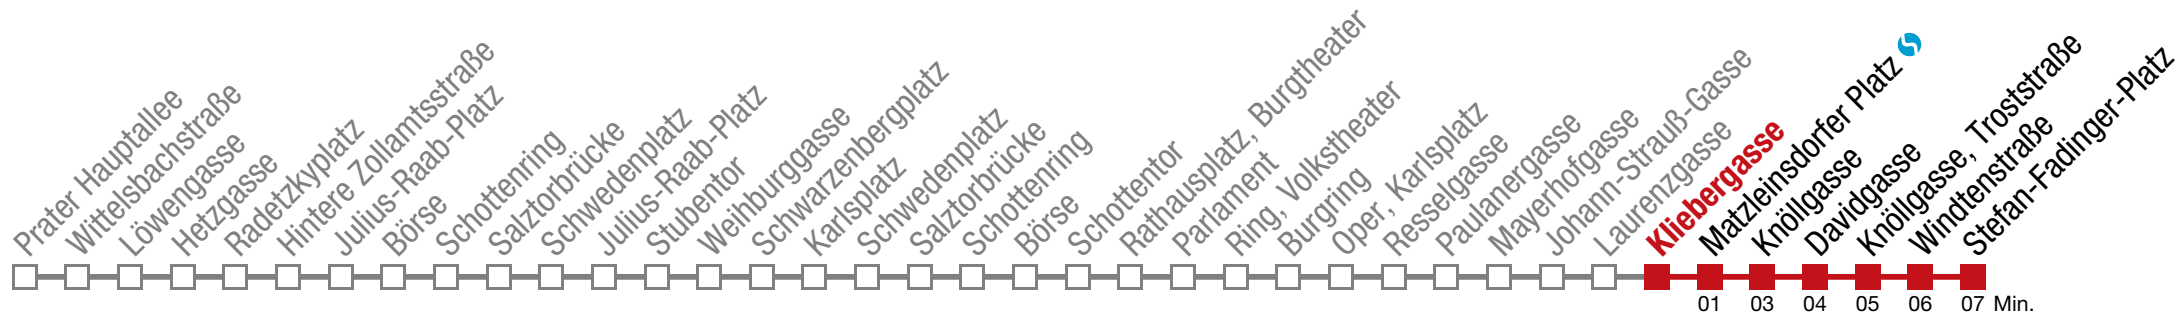 Prater Hauptallee
Wittelsbachstraße
Löwengasse
Hetzgasse
Radetzkyplatz
Hintere Zollamtsstraße
Julius-Raab-Platz
Börse
Schottenring
Salztorbrücke
Schwedenplatz
Julius-Raab-Platz
Stubentor
Weihburggasse
Schwarzenbergplatz
Karlsplatz
Schwedenplatz
Salztorbrücke
Schottenring
Börse
Schottentor
Rathausplatz, Burgtheater
Parlament
Ring, Volkstheater
Burgring
Oper, Karlsplatz
Resselgasse
Paulanergasse
Mayerhofgasse
Johann-Strauß-Gasse
Laurenzgasse
Kliebergasse
Matzleinsdorfer Platz
Knöllgasse
Davidgasse
Knöllgasse, Troststraße
Windtenstraße
Stefan-Fadinger-Platz
01 03 04 05 06 07 Min.